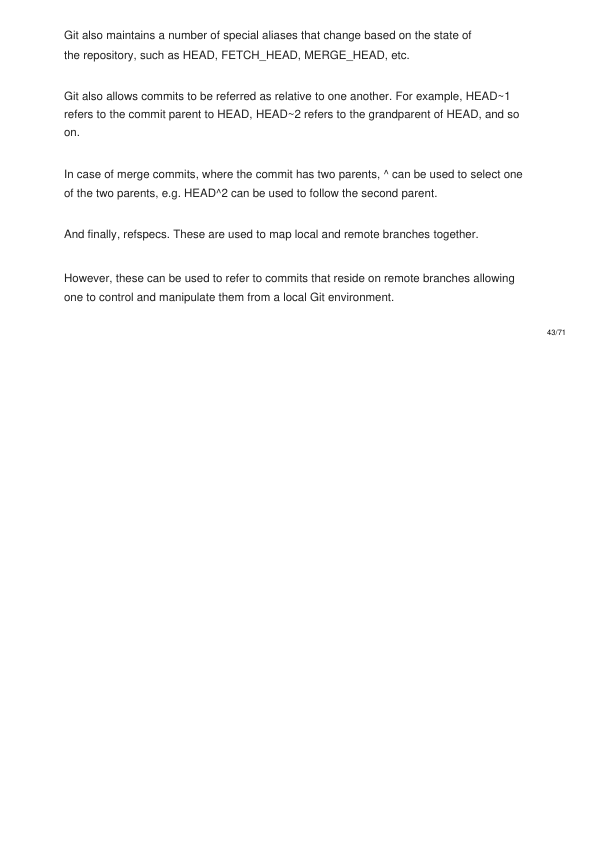 Git also maintains a number of special aliases that change based on the state of
the repository, such as HEAD, FETCH_HEAD, MERGE_HEAD, etc.
Git also allows commits to be referred as relative to one another. For example, HEAD~1
refers to the commit parent to HEAD, HEAD~2 refers to the grandparent of HEAD, and so
on.
In case of merge commits, where the commit has two parents, ^ can be used to select one
of the two parents, e.g. HEAD^2 can be used to follow the second parent.
And finally, refspecs. These are used to map local and remote branches together.
However, these can be used to refer to commits that reside on remote branches allowing
one to control and manipulate them from a local Git environment.
43/71